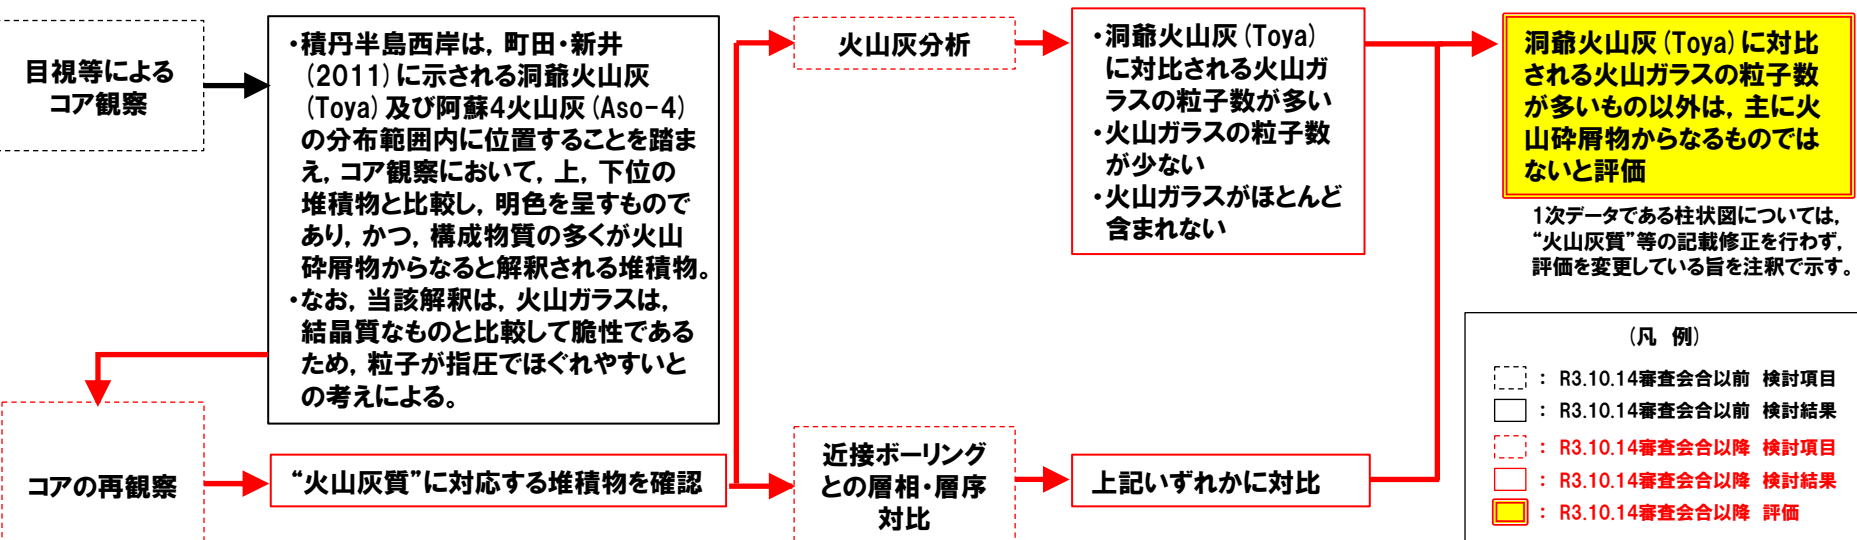 目視等による
コア観察
・積丹半島西岸は，町田・新井
(2011)に示される洞爺火山灰
(Toya)及び阿蘇4火山灰(Aso-4)
の分布範囲内に位置することを踏ま
え，コア観察において，上，下位の
堆積物と比較し，明色を呈すもので
あり，かつ，構成物質の多くが火山
砕屑物からなると解釈される堆積物。
・なお，当該解釈は，火山ガラスは，
結晶質なものと比較して脆性である
ため，粒子が指圧でほぐれやすいと
の考えによる。
コアの再観察
“火山灰質”に対応する堆積物を確認
火山灰分析
・洞爺火山灰(Toya)
に対比される火山ガ
ラスの粒子数が多い
・火山ガラスの粒子数
が少ない
・火山ガラスがほとんど
含まれない
近接ボーリング
との層相・層序
対比
上記いずれかに対比
洞爺火山灰(Toya)に対比
される火山ガラスの粒子数
が多いもの以外は，主に火
山砕屑物からなるものでは
ないと評価
1次データである柱状図については，
“火山灰質”等の記載修正を行わず，
評価を変更している旨を注釈で示す。
(凡 例)
： R3.10.14審査会合以前 検討項目
： R3.10.14審査会合以前 検討結果
： R3.10.14審査会合以降 検討項目
： R3.10.14審査会合以降 検討結果
： R3.10.14審査会合以降 評価